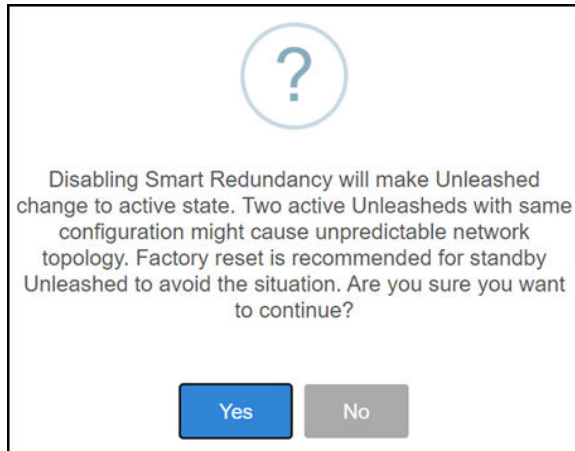 ?
Disabling Smart Redundancy will make Unleashed
change to active state. Two active Unleasheds with same
configuration might cause unpredictable network
topology. Factory reset is recommended for standby
Unleashed to avoid the situation. Are you sure you want
to continue?
Yes No